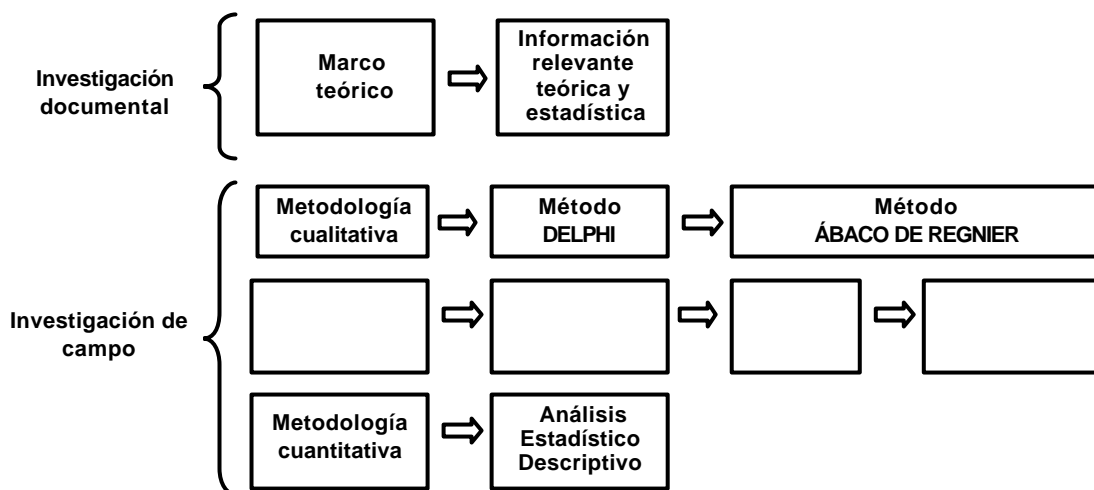 Investigación
documental
Marco
teórico
Información
relevante
teórica y
estadística
Investigación de
campo
Metodología
cualitativa
Método
DELPHI
Método
ÁBACO DE REGNIER
Metodología
cuantitativa
Análisis
Estadístico
Descriptivo